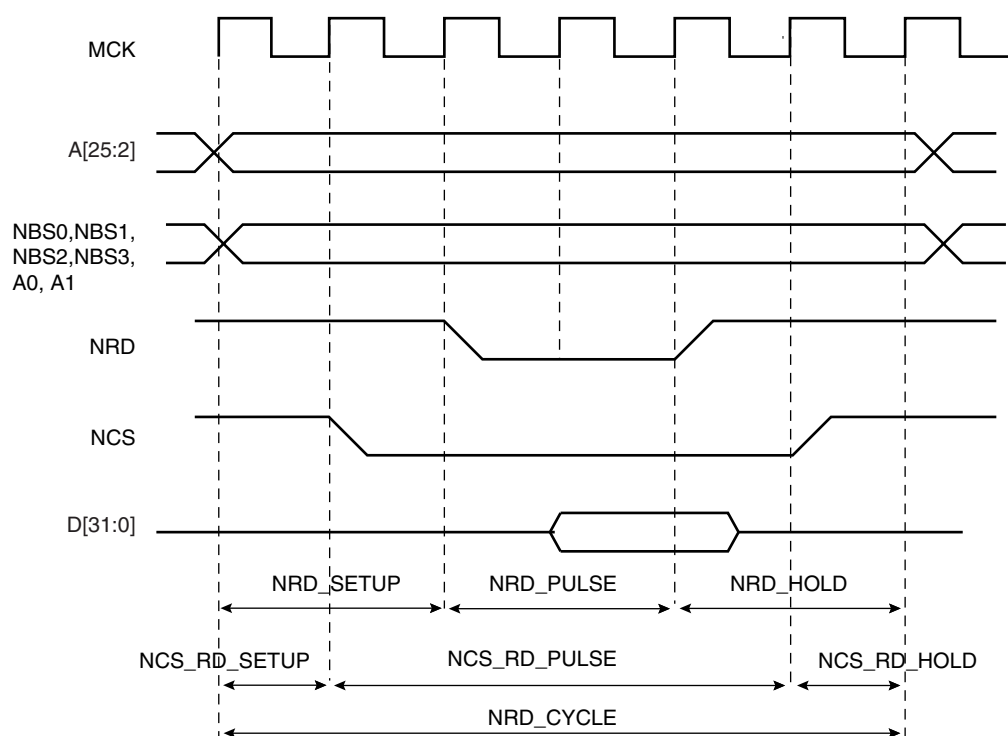 MCK
A[25:2]
NBS0,NBS1,
NBS2,NBS3,
A0, A1
NRD
NCS
D[31:0]
NRD_SETUP NRD_PULSE NRD_HOLD
NCS_RD_SETUP NCS_RD_PULSE NCS_RD_HOLD
NRD_CYCLE